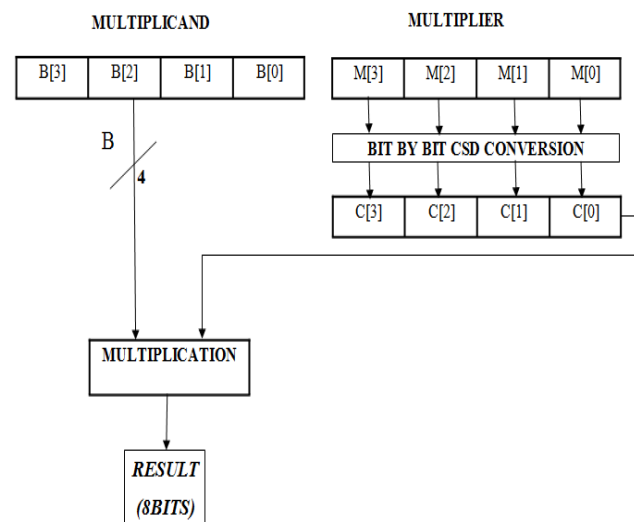 MULTIPLICAND
MULTIPLIER
B[3] B[2] B[1] B[0]
M[3] M[2] M[1] M[0]
B
4
BIT BY BIT CSD CONVERSION
C[3] C[2] C[1] C[0]
MULTIPLICATION
RESULT
(8BITS)